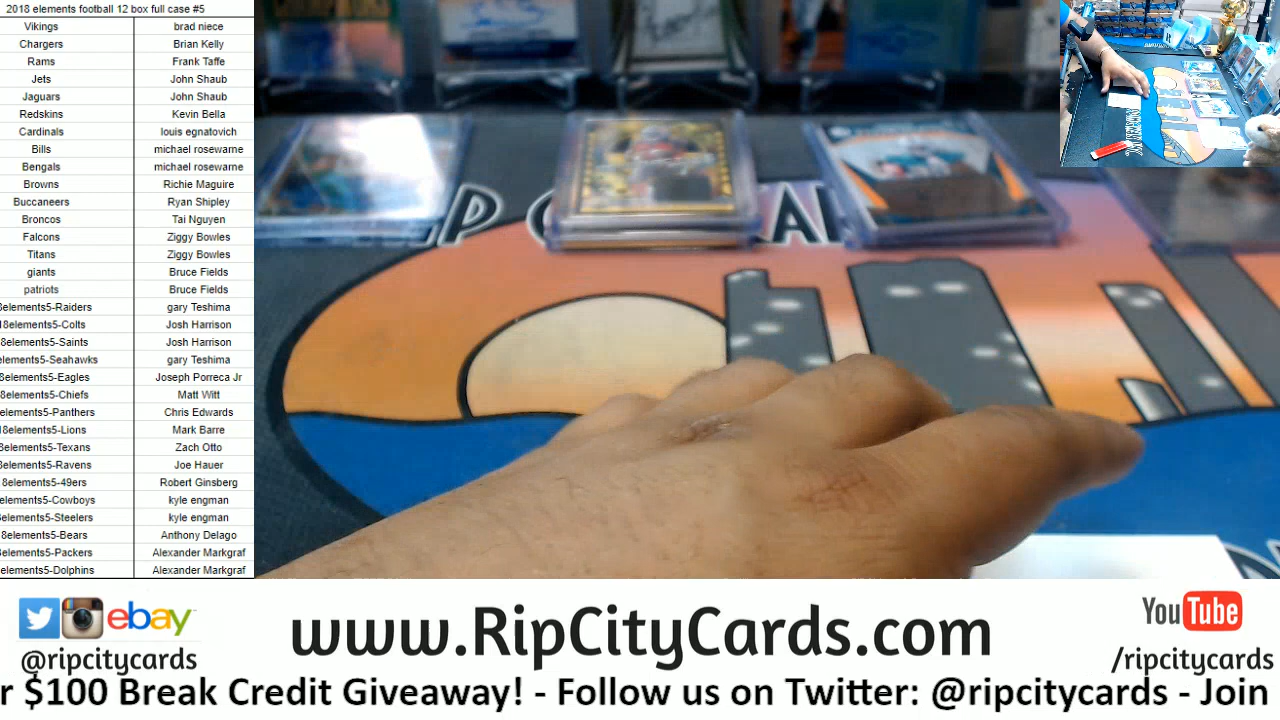 2018 elements football 12 box full case #5
Vikings brad niece
Chargers Brian Kelly
Rams Frank Taffe
Jets John Shaub
Jaguars John Shaub
Redskins Kevin Bella
Cardinals louis egnatovich
Bills michael rosewarne
Bengals michael rosewarne
Browns Richie Maguire
Buccaneers Ryan Shipley
Broncos Tai Nguyen
Falcons Ziggy Bowles
Titans Ziggy Bowles
giants Bruce Fields
patriots Bruce Fields
8elements5-Raiders gary Teshima
18elements5-Colts Josh Harrison
8elements5-Saints Josh Harrison
elements5-Seahawks gary Teshima
8elements5-Eagles Joseph Porreca Jr
8elements5-Chiefs Matt Witt
elements5-Panthers Chris Edwards
18elements5-Lions Mark Barre
8elements5-Texans Zach Otto
8elements5-Ravens Joe Hauer
18elements5-49ers Robert Ginsberg
elements5-Cowboys kyle engman
elements5-Steelers kyle engman
8elements5-Bears Anthony Delago
elements5-Packers Alexander Markgraf
elements5-Dolphins Alexander Markgraf
ebay
@ripcitycards
www.RipCityCards.com
YouTube
/ripcitycards
r $100 Break Credit Giveaway! - Follow us on Twitter: @ripcitycards - Join